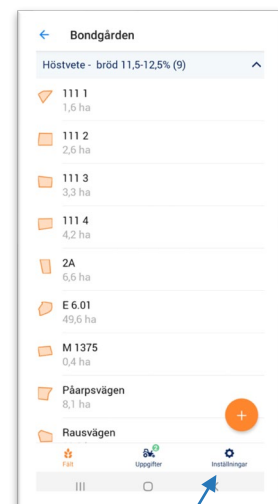 Bondgården
Höstvete - bröd 11,5-12,5% (9)
111 1
1,6 ha
111 2
2,6 ha
111 3
3,3 ha
111 4
4,2 ha
2A
6,6 ha
E 6.01
49,6 ha
M 1375
0,4 ha
Påarpsvägen
8,1 ha
Rausvägen
Fält Uppgifter Inställningar